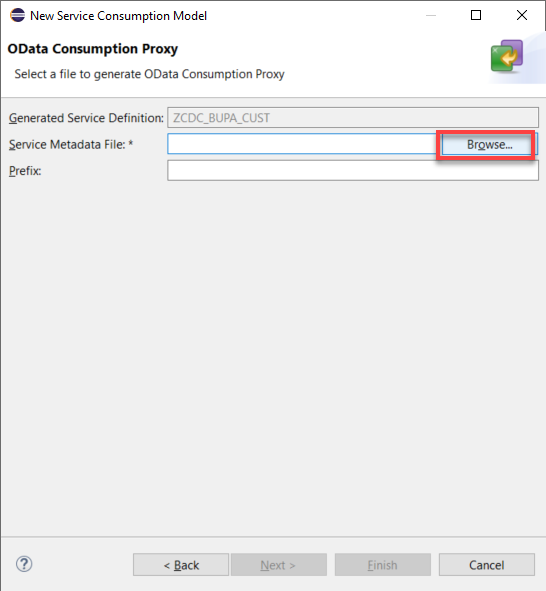 New Service Consumption Model
OData Consumption Proxy
Select a file to generate OData Consumption Proxy
Generated Service Definition: ZCDC_BUPA_CUST
Service Metadata File: * Browse...
Prefix:
? < Back Next > Finish Cancel